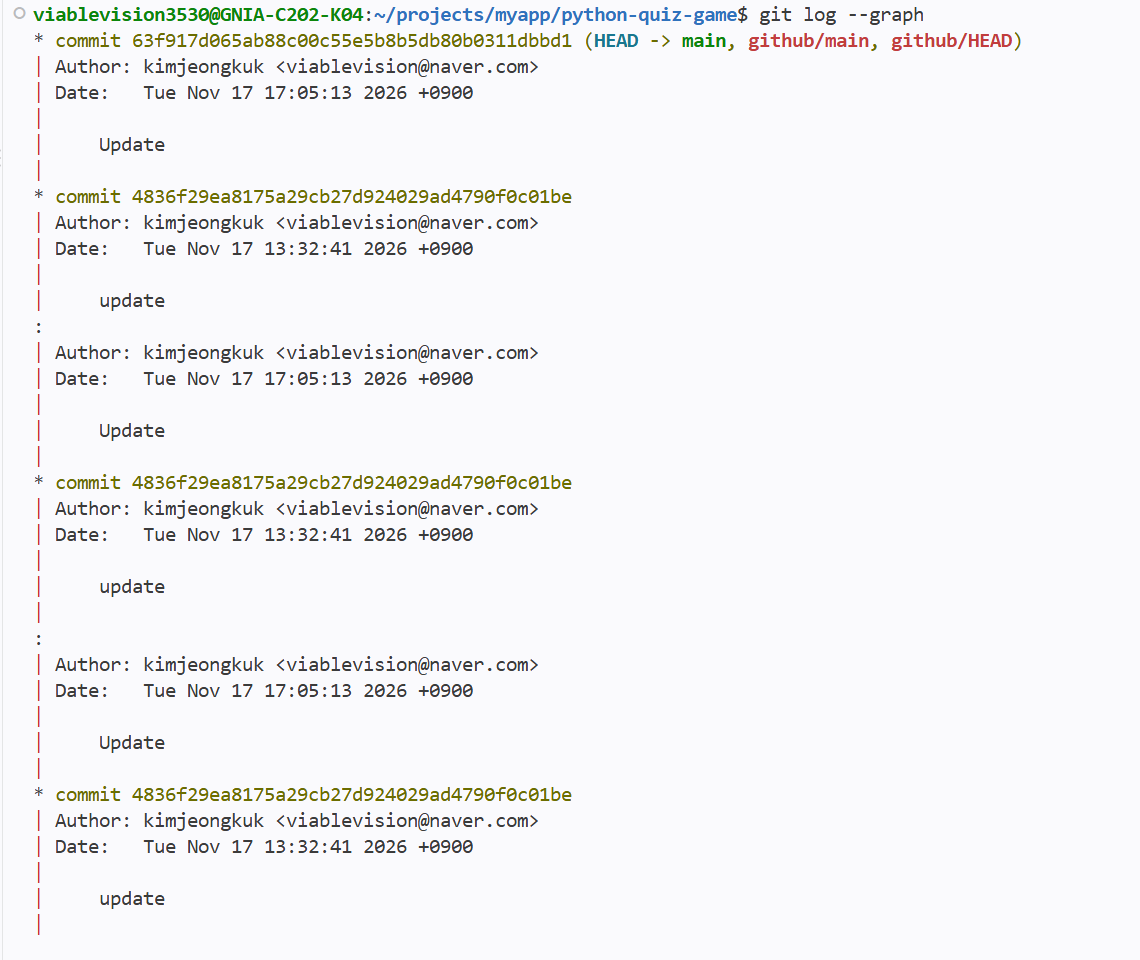 viablevision3530@GNIA-C202-K04:~/projects/myapp/python-quiz-game$ git log --graph
* commit 63f917d065ab88c00c55e5b8b5db80b0311dbbd1 (HEAD -> main, github/main, github/HEAD)
| Author: kimjeongkuk <viablevision@naver.com>
| Date:   Tue Nov 17 17:05:13 2026 +0900
|
|     Update
|
* commit 4836f29ea8175a29cb27d924029ad4790f0c01be
| Author: kimjeongkuk <viablevision@naver.com>
| Date:   Tue Nov 17 13:32:41 2026 +0900
|
|     update
:
| Author: kimjeongkuk <viablevision@naver.com>
| Date:   Tue Nov 17 17:05:13 2026 +0900
|
|     Update
|
* commit 4836f29ea8175a29cb27d924029ad4790f0c01be
| Author: kimjeongkuk <viablevision@naver.com>
| Date:   Tue Nov 17 13:32:41 2026 +0900
|
|     update
|
:
| Author: kimjeongkuk <viablevision@naver.com>
| Date:   Tue Nov 17 17:05:13 2026 +0900
|
|     Update
|
* commit 4836f29ea8175a29cb27d924029ad4790f0c01be
| Author: kimjeongkuk <viablevision@naver.com>
| Date:   Tue Nov 17 13:32:41 2026 +0900
|
|     update
|